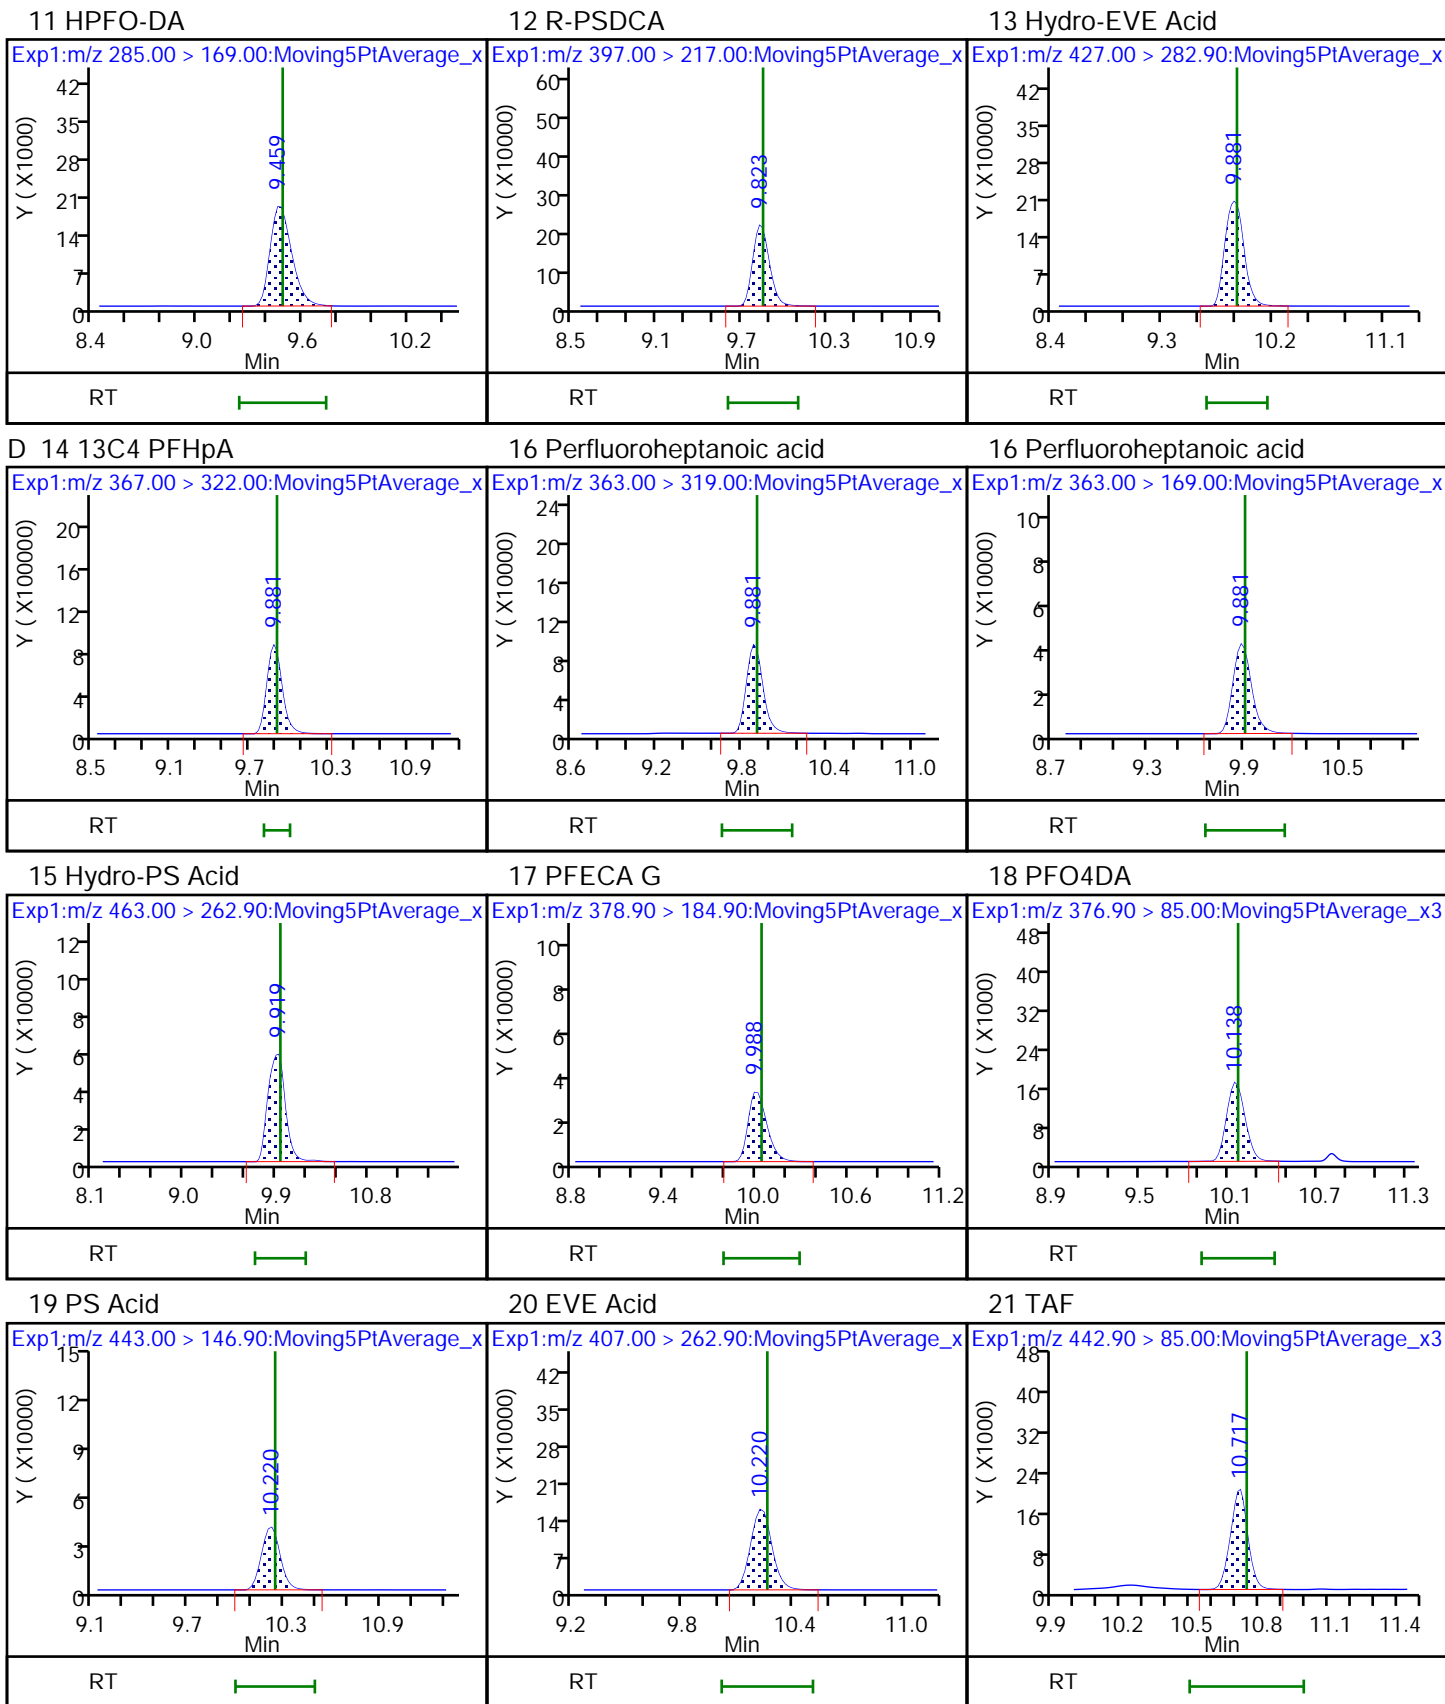 11 HPFO-DA
Exp1:m/z 285.00 > 169.00:Moving5PtAverage_x
Y ( X10000)
42
35
28
21
14
7
0
9.459
8.4 9.0 9.6 10.2
Min
RT
12 R-PSDCA
Exp1:m/z 397.00 > 217.00:Moving5PtAverage_x
Y ( X10000)
60
50
40
30
20
10
0
9.823
8.5 9.1 9.7 10.3 10.9
Min
RT
13 Hydro-EVE Acid
Exp1:m/z 427.00 > 282.90:Moving5PtAverage_x
Y ( X10000)
42
35
28
21
14
7
0
9.881
8.4 9.3 10.2 11.1
Min
RT
D 14 13C4 PFHpA
Exp1:m/z 367.00 > 322.00:Moving5PtAverage_x
Y ( X100000)
20
16
12
8
4
0
9.881
8.5 9.1 9.7 10.3 10.9
Min
RT
16 Perfluoroheptanoic acid
Exp1:m/z 363.00 > 319.00:Moving5PtAverage_x
Y ( X10000)
24
20
16
12
8
4
0
9.881
8.6 9.2 9.8 10.4 11.0
Min
RT
16 Perfluoroheptanoic acid
Exp1:m/z 363.00 > 169.00:Moving5PtAverage_x
Y ( X10000)
10
8
6
4
2
0
9.881
8.7 9.3 9.9 10.5
Min
RT
15 Hydro-PS Acid
Exp1:m/z 463.00 > 262.90:Moving5PtAverage_x
Y ( X10000)
12
10
8
6
4
2
0
9.919
8.1 9.0 9.9 10.8
Min
RT
17 PFECA G
Exp1:m/z 378.90 > 184.90:Moving5PtAverage_x
Y ( X10000)
10
8
6
4
2
0
9.988
8.8 9.4 10.0 10.6 11.2
Min
RT
18 PFO4DA
Exp1:m/z 376.90 > 85.00:Moving5PtAverage_x3
Y ( X1000)
48
40
32
24
16
8
0
10.138
8.9 9.5 10.1 10.7 11.3
Min
RT
19 PS Acid
Exp1:m/z 443.00 > 146.90:Moving5PtAverage_x
Y ( X10000)
15
12
9
6
3
0
10.220
9.1 9.7 10.3 10.9
Min
RT
20 EVE Acid
Exp1:m/z 407.00 > 262.90:Moving5PtAverage_x
Y ( X10000)
42
35
28
21
14
7
0
10.220
9.2 9.8 10.4 11.0
Min
RT
21 TAF
Exp1:m/z 442.90 > 85.00:Moving5PtAverage_x3
Y ( X1000)
48
40
32
24
16
8
0
10.717
9.9 10.2 10.5 10.8 11.1 11.4
Min
RT